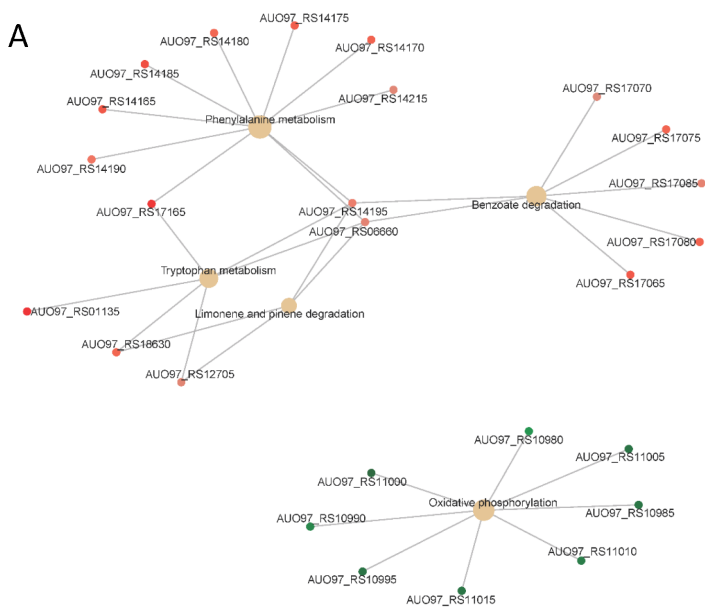 A
AUO97_RS14175
AUO97_RS14180
AUO97_RS14170
AUO97_RS14185
AUO97_RS14165
AUO97_RS14215
Phenylalanine metabolism
AUO97_RS14190
AUO97_RS17165
AUO97_RS14195
AUO97_RS06660
AUO97_RS17070
AUO97_RS17075
AUO97_RS17085
Benzoate degradation
AUO97_RS17080
AUO97_RS17065
Tryptophan metabolism
Limonene and pinene degradation
AUO97_RS01135
AUO97_RS18630
AUO97_RS12705
AUO97_RS10980
AUO97_RS11005
AUO97_RS11000
Oxidative phosphorylation
AUO97_RS10985
AUO97_RS10990
AUO97_RS11010
AUO97_RS10995
AUO97_RS11015